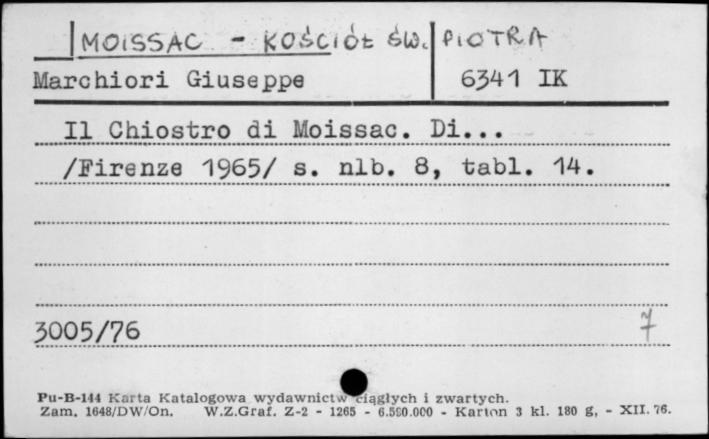 MOISSAC - KOŚCIÓŁ ŚW. PIOTRA
Marchiori Giuseppe 6341 IK
Il Chiostro di Moissac. Di...
/Firenze 1965/ s. nlb. 8, tabl. 14.
3005/76 7
Pu-B-144 Karta Katalogowa wydawnictw ciągłych i zwartych.
Zam. 1648/DW/On. W.Z.Graf. Z-2 - 1265 - 6.500.000 - Karton 3 kl. 180 g, - XII. 76.